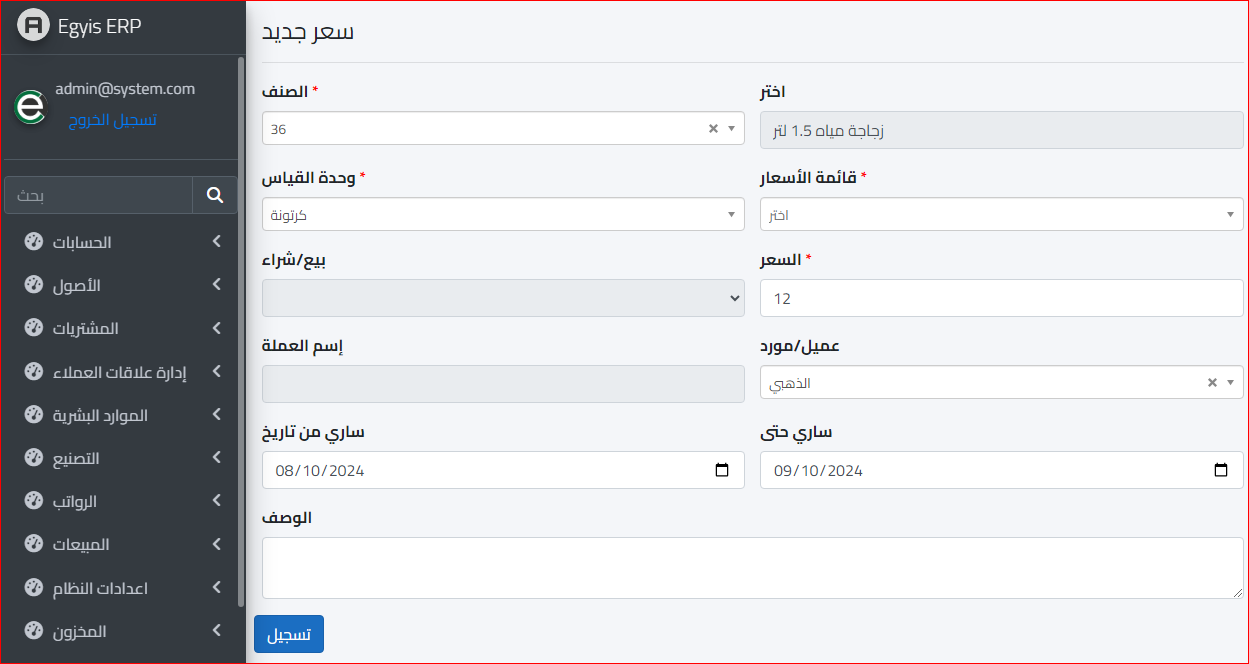 Egyis ERP
admin@system.com
تسجيل الخروج
بحث
الحسابات
الأصول
المشتريات
إدارة علاقات العملاء
الموارد البشرية
التصنيع
الرواتب
المبيعات
اعدادات النظام
المخزون
سعر جديد
الصنف *
اختر
36
زجاجة مياه 1.5 لتر
وحدة القياس *
قائمة الأسعار *
كرتونة
اختر
بيع/شراء
السعر *
12
إسم العملة
عميل/مورد
الذهبي
ساري من تاريخ
ساري حتى
08/10/2024
09/10/2024
الوصف
تسجيل